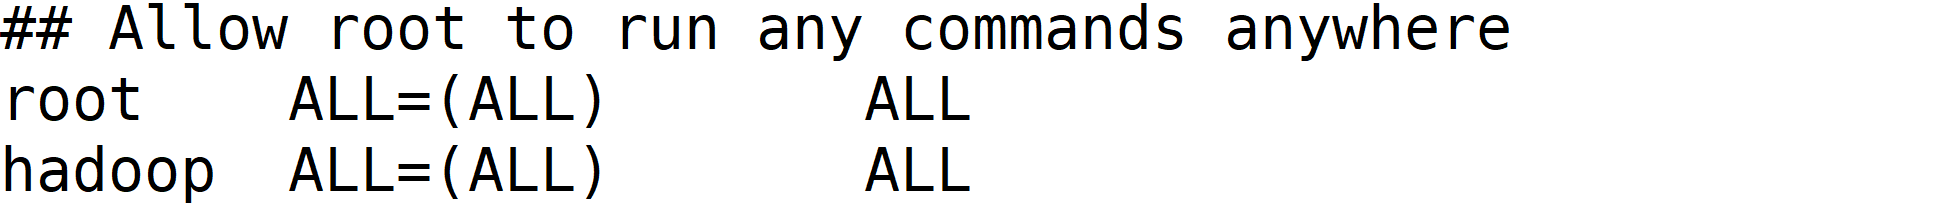 ## Allow root to run any commands anywhere
root    ALL=(ALL)       ALL
hadoop  ALL=(ALL)       ALL